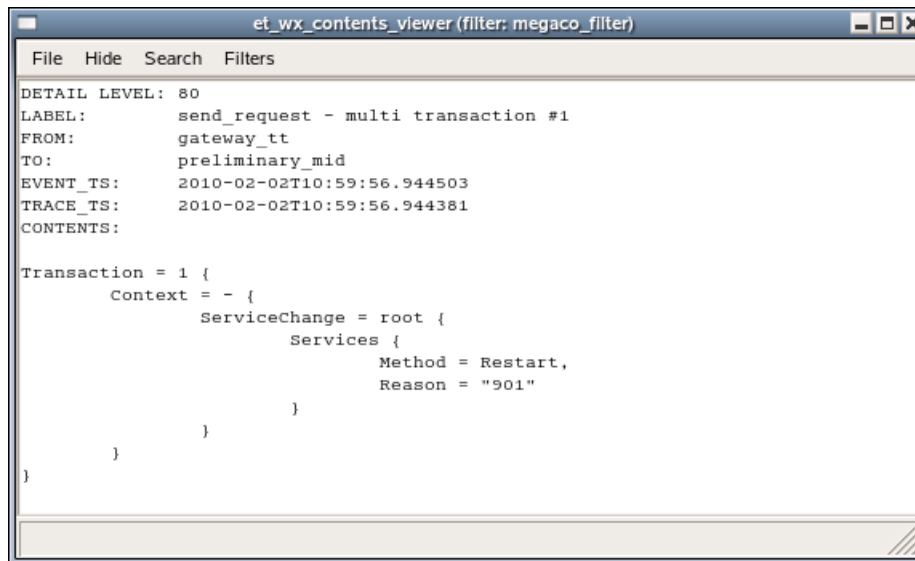 et_wx_contents_viewer (filter: megaco_filter)
File Hide Search Filters
DETAIL LEVEL: 80
LABEL: send_request - multi transaction #1
FROM: gateway_tt
TO: preliminary_mid
EVENT_TS: 2010-02-02T10:59:56.944503
TRACE_TS: 2010-02-02T10:59:56.944381
CONTENTS:
Transaction = 1 {
Context = - {
ServiceChange = root {
Services {
Method = Restart,
Reason = "901"
}
}
}
}